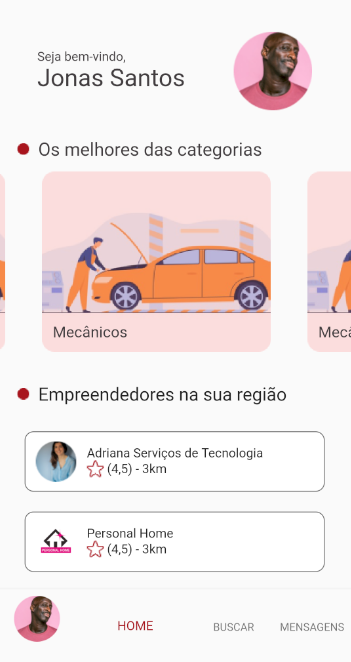 Seja bem-vindo,
Jonas Santos
Os melhores das categorias
Mecânicos
Mecâ
Empreendedores na sua região
Adriana Serviços de Tecnologia
(4,5) - 3km
Personal Home
(4,5) - 3km
PERSONAL HOME
HOME
BUSCAR
MENSAGENS